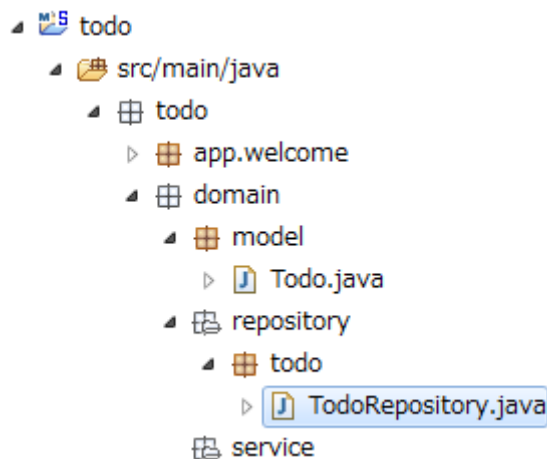 todo
src/main/java
todo
app.welcome
domain
model
Todo.java
repository
todo
TodoRepository.java
service